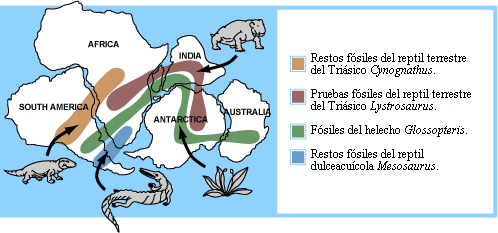 AFRICA
INDIA
SOUTH AMERICA
ANTARCTICA
AUSTRALIA
Restos fósiles del reptil terrestre
del Triásico Cynognathus.
Pruebas fósiles del reptil terrestre
del Triásico Lystrosaurus.
Fósiles del helecho Glossopteris.
Restos fósiles del reptil
dulceacuícola Mesosaurus.